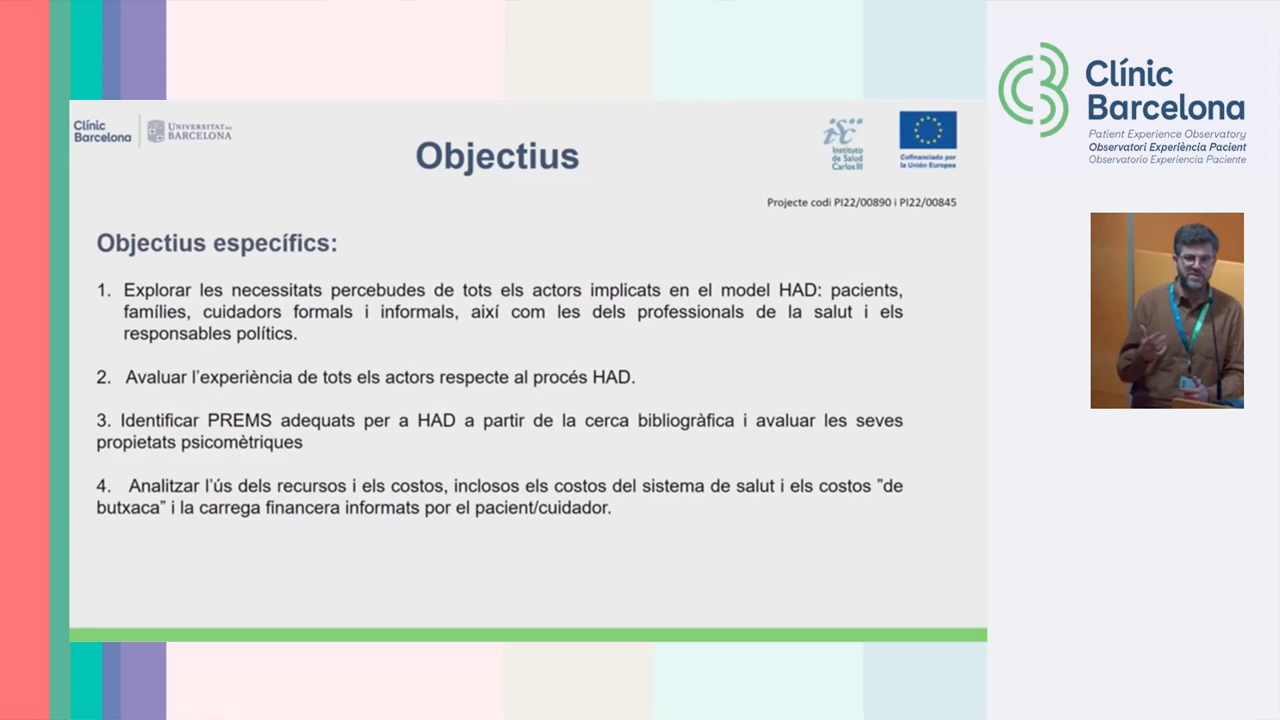 Clínic
Barcelona
UNIVERSITAT DE
BARCELONA
Objectius
isc
Instituto
de Salud
Carlos III
Cofinanciado por
la Unión Europea
Projecte codi PI22/00890 i PI22/00845
Objectius específics:
1. Explorar les necessitats percebudes de tots els actors implicats en el model HAD: pacients,
famílies, cuidadors formals i informals, així com les dels professionals de la salut i els
responsables polítics.
2. Avaluar l'experiència de tots els actors respecte al procés HAD.
3. Identificar PREMS adequats per a HAD a partir de la cerca bibliogràfica i avaluar les seves
propietats psicomètriques
4. Analitzar l'ús dels recursos i els costos, inclosos els costos del sistema de salut i els costos "de
butxaca" i la carrega financera informats por el pacient/cuidador.
Clínic
Barcelona
Patient Experience Observatory
Observatori Experiència Pacient
Observatorio Experiencia Paciente